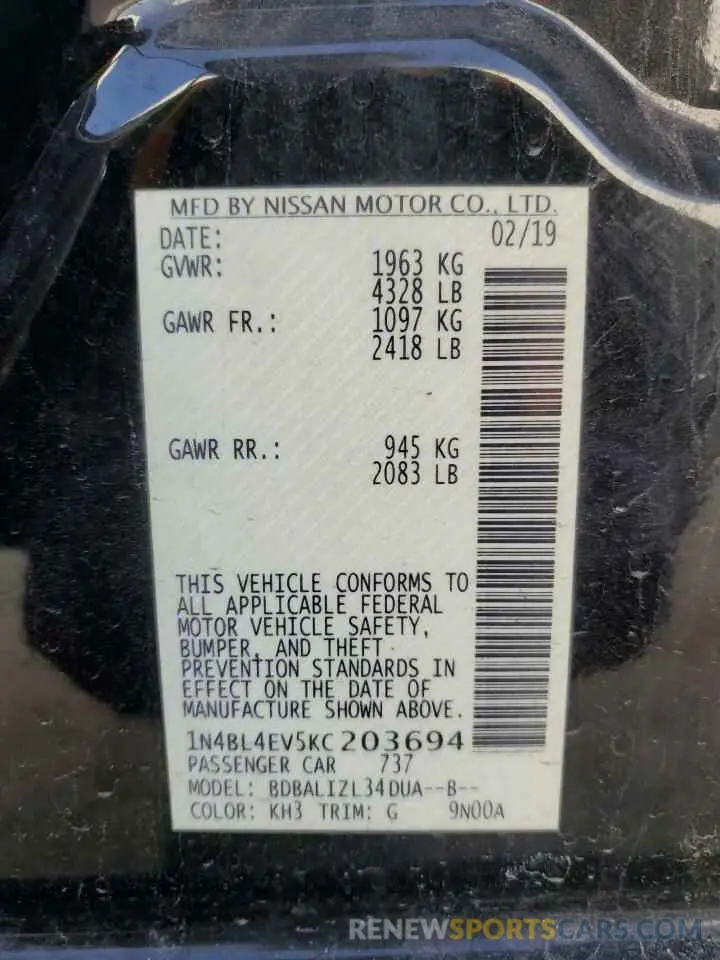 MFD BY NISSAN MOTOR CO., LTD.
DATE: 02/19
GVWR: 1963 KG
4328 LB
GAWR FR.: 1097 KG
2418 LB
GAWR RR.: 945 KG
2083 LB
THIS VEHICLE CONFORMS TO
ALL APPLICABLE FEDERAL
MOTOR VEHICLE SAFETY,
BUMPER, AND THEFT
PREVENTION STANDARDS IN
EFFECT ON THE DATE OF
MANUFACTURE SHOWN ABOVE.
1N4BL4EV5KC203694
PASSENGER CAR 737
MODEL: BDBALIZL34DUA--B--
COLOR: KH3 TRIM: G 9N00A
RENEWSPORTSCARS.COM